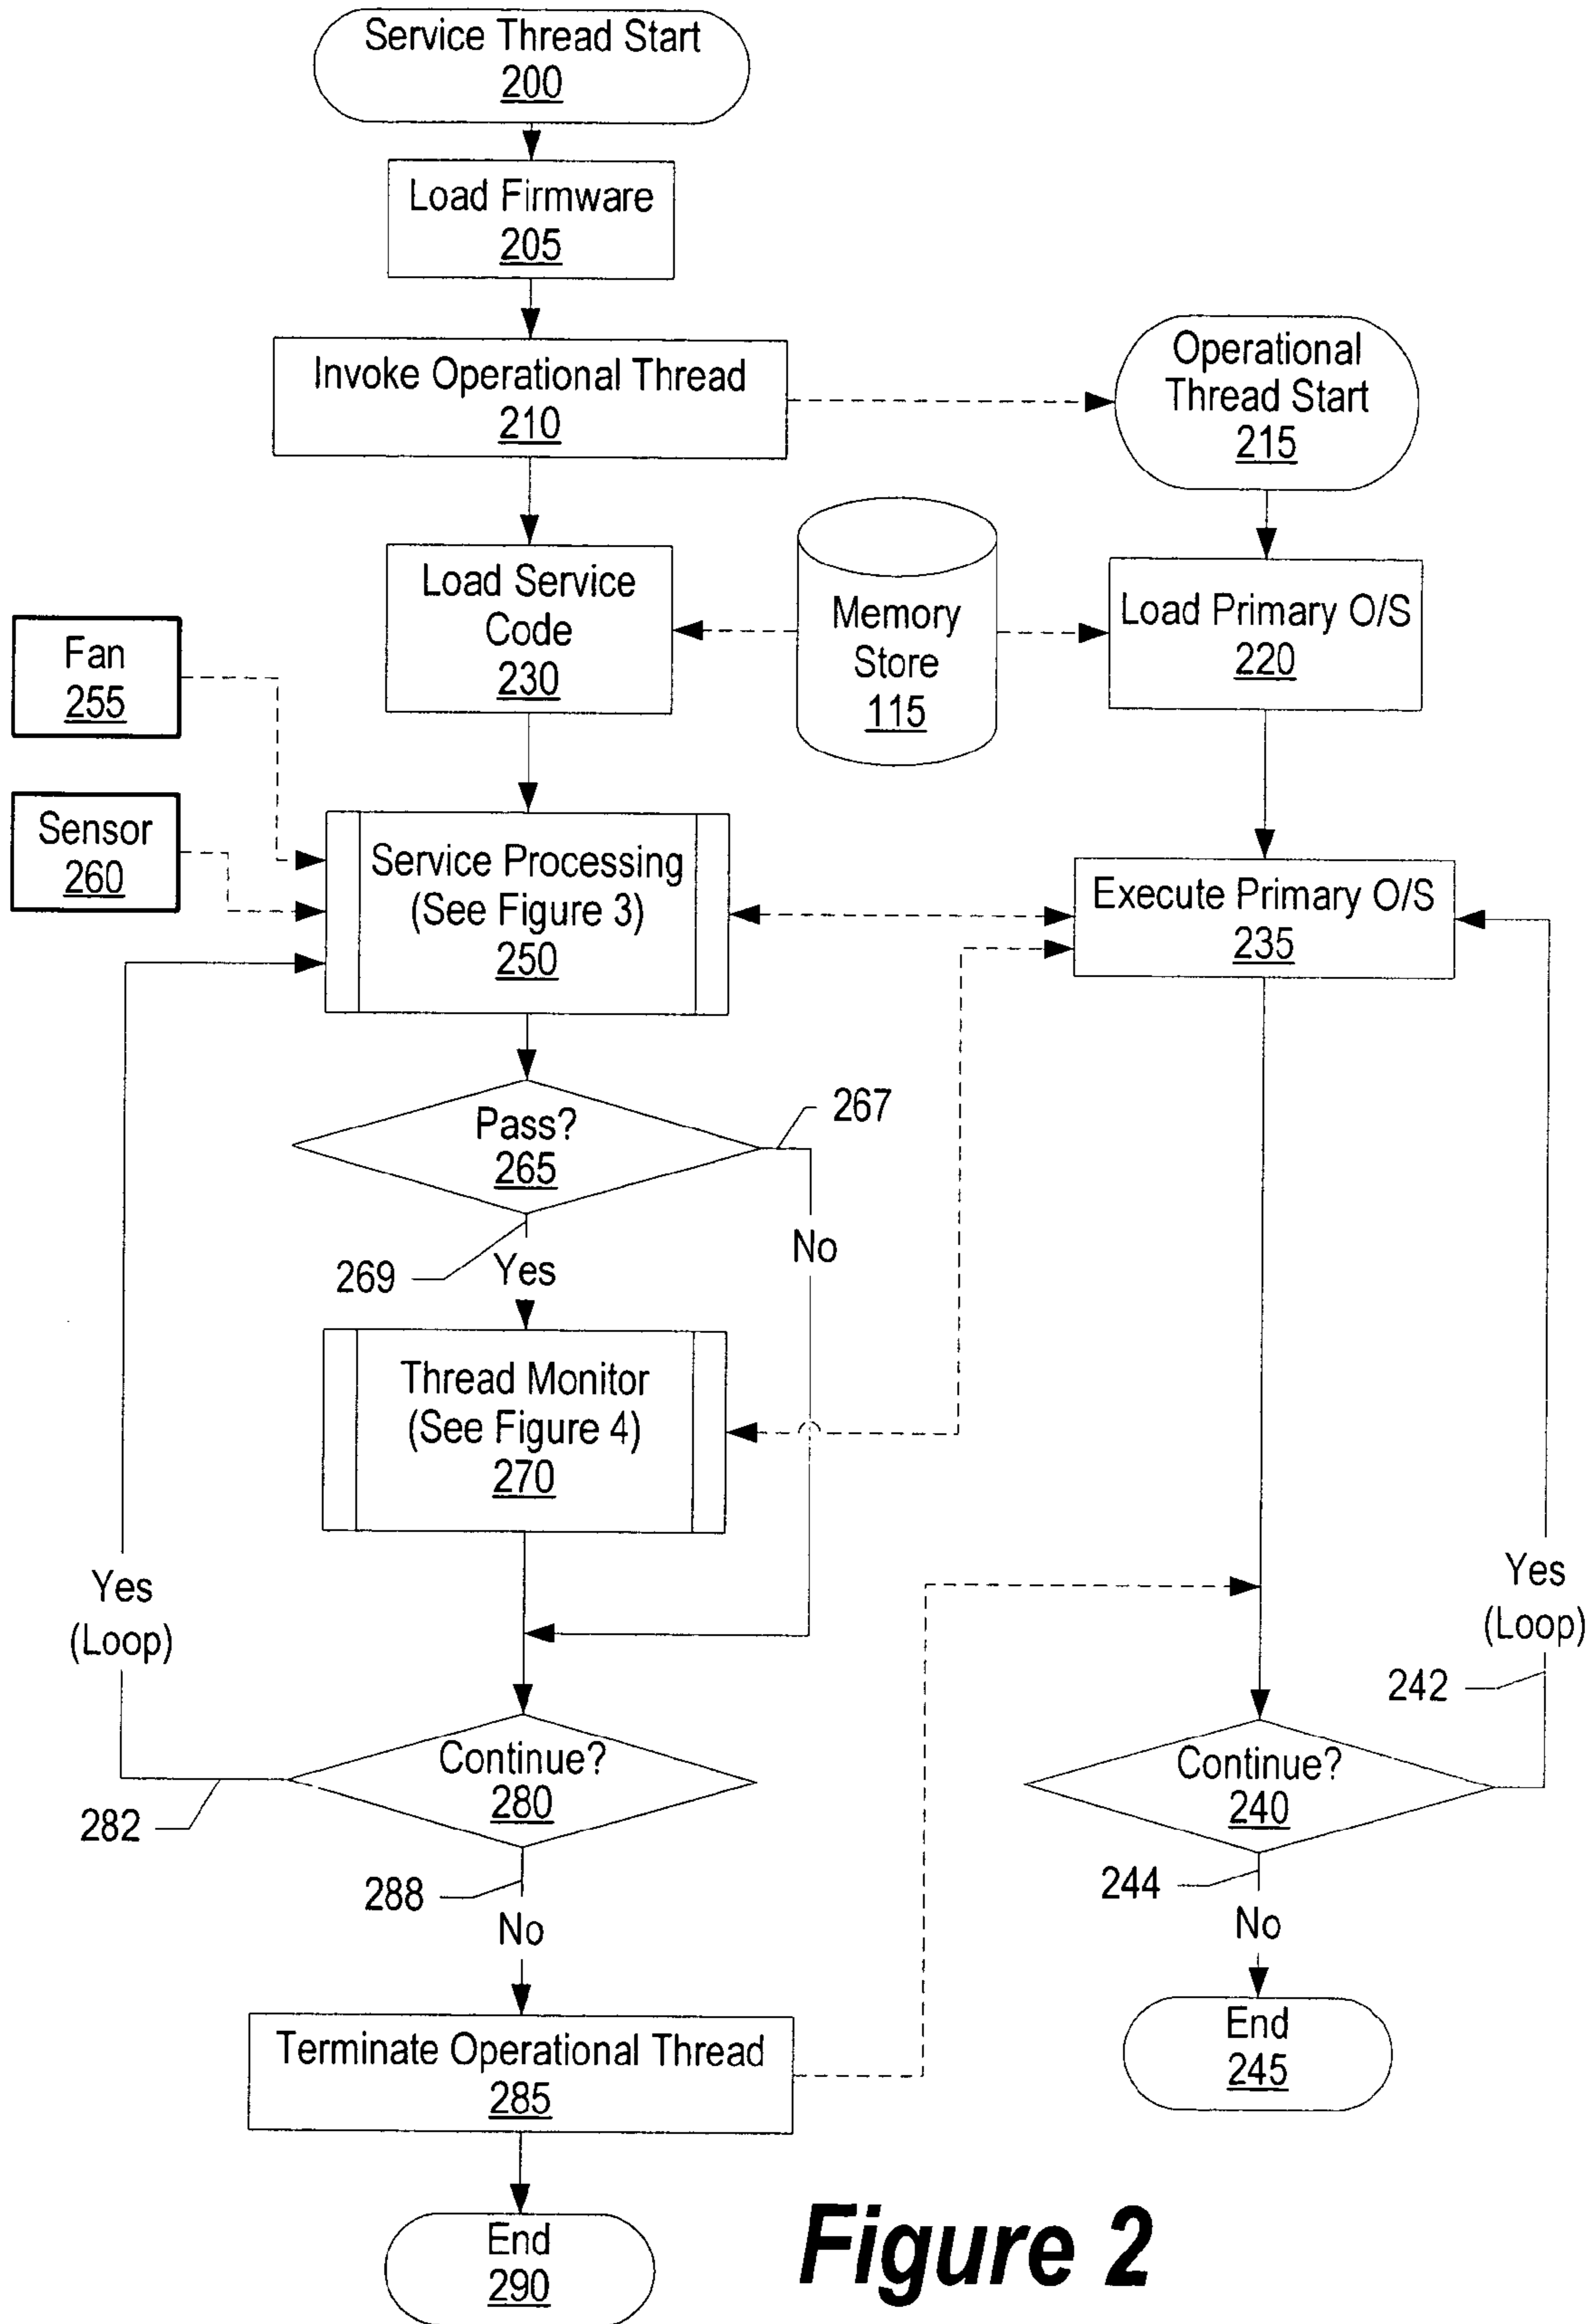 Service Thread Start
200
Load Firmware
205
Invoke Operational Thread
210
Operational
Thread Start
215
Load Service
Code
230
Memory
Store
115
Load Primary O/S
220
Fan
255
Sensor
260
Service Processing
(See Figure 3)
250
Execute Primary O/S
235
Pass?
265
267
No
269
Yes
Thread Monitor
(See Figure 4)
270
Yes
(Loop)
Yes
(Loop)
242
Continue?
280
282
Continue?
240
288
No
244
No
Terminate Operational Thread
285
End
245
End
290
Figure 2